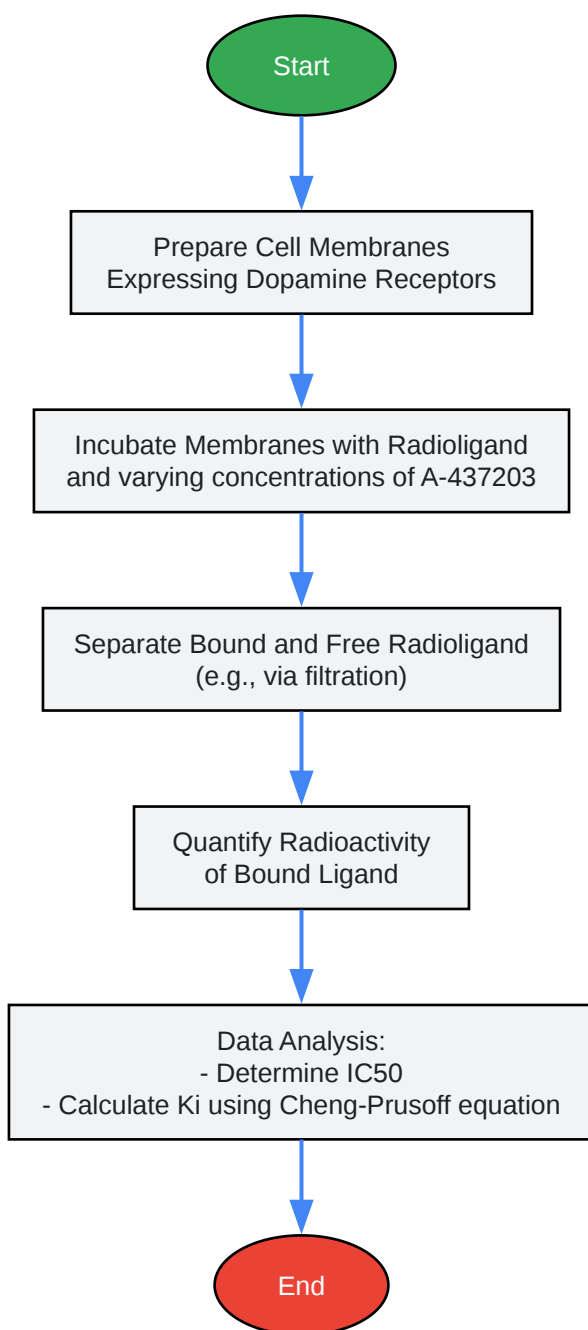 Start
Prepare Cell Membranes
Expressing Dopamine Receptors
Incubate Membranes with Radioligand
and varying concentrations of A-437203
Separate Bound and Free Radioligand
(e.g., via filtration)
Quantify Radioactivity
of Bound Ligand
Data Analysis:
- Determine IC50
- Calculate Ki using Cheng-Prusoff equation
End